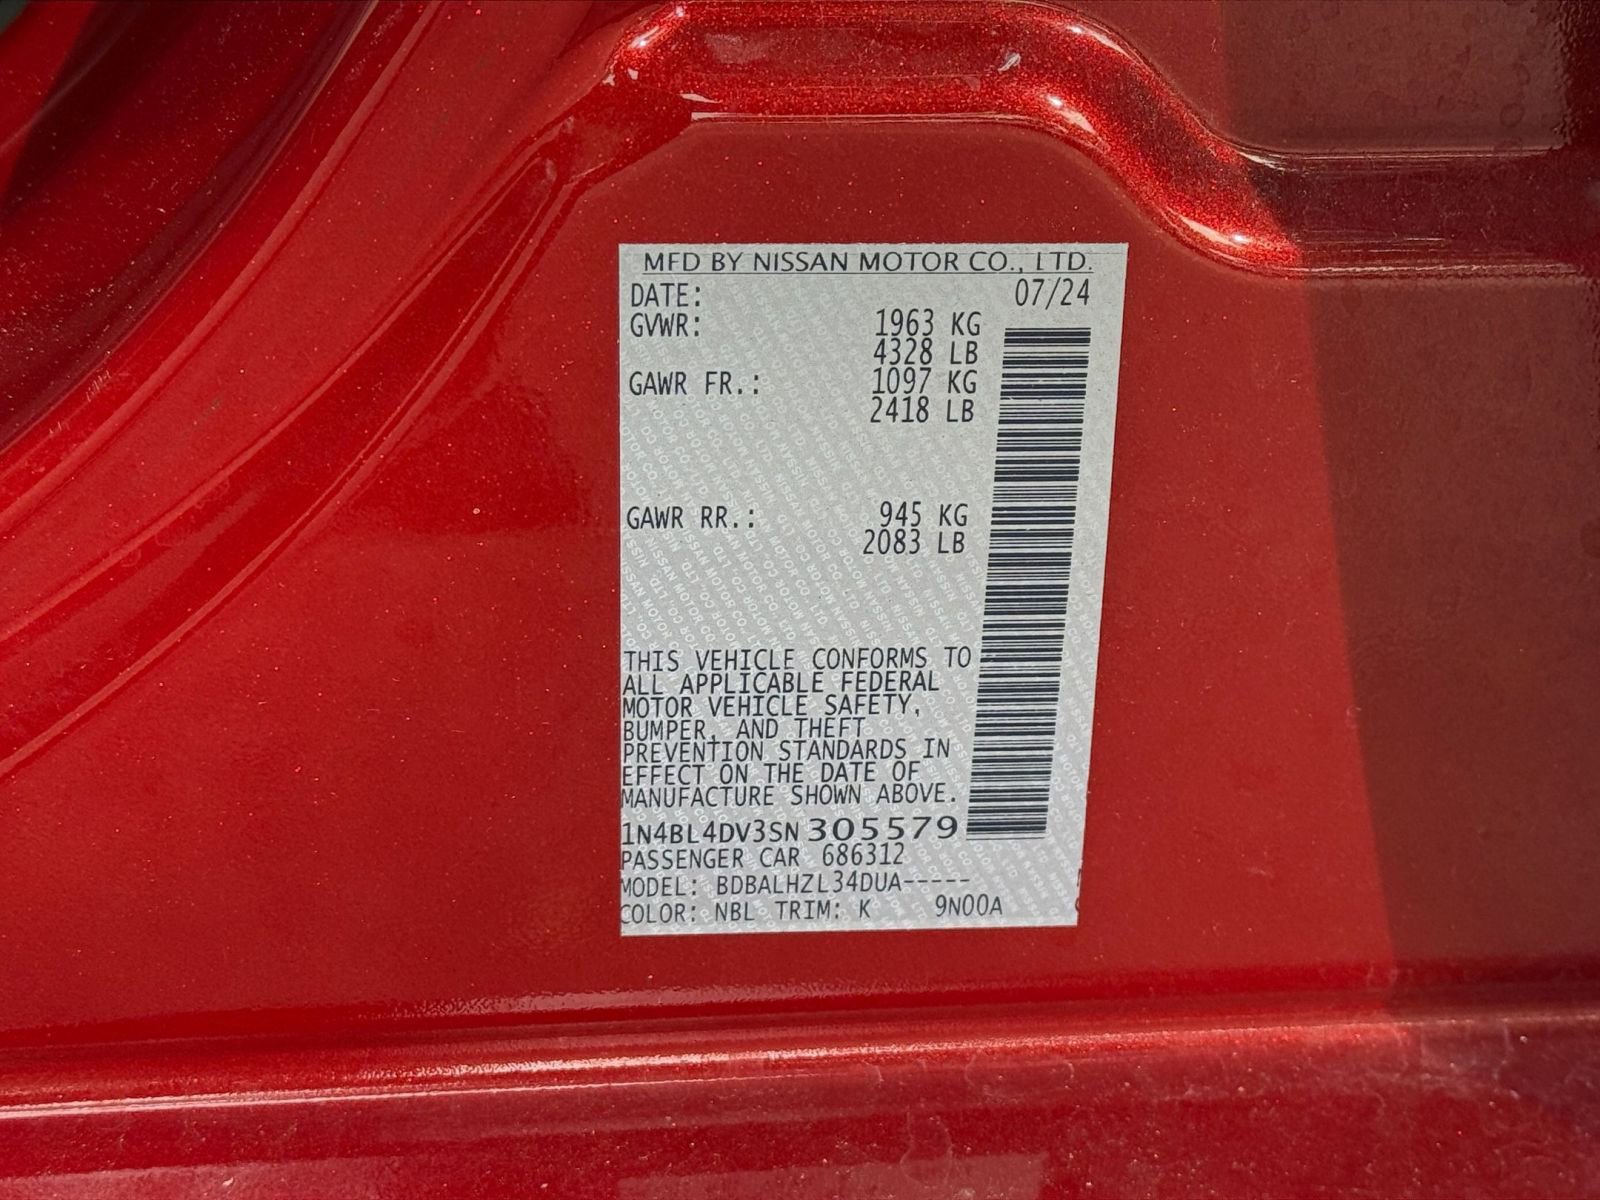 MFD BY NISSAN MOTOR CO., LTD.
DATE: 07/24
GVWR: 1963 KG
4328 LB
GAWR FR.: 1097 KG
2418 LB
GAWR RR.: 945 KG
2083 LB
THIS VEHICLE CONFORMS TO
ALL APPLICABLE FEDERAL
MOTOR VEHICLE SAFETY,
BUMPER, AND THEFT
PREVENTION STANDARDS IN
EFFECT ON THE DATE OF
MANUFACTURE SHOWN ABOVE.
1N4BL4DV3SN305579
PASSENGER CAR 686312
MODEL: BDBALHZL34DUA-----
COLOR: NBL TRIM: K 9N00A